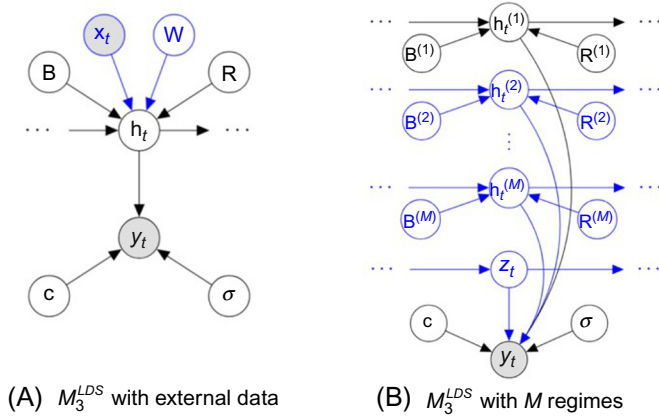 x_t W
B R
... h_t ...
y_t
c σ
(A) M_3^{LDS} with external data
... h_t^{(1)} ...
B^{(1)} R^{(1)}
... h_t^{(2)} ...
B^{(2)} R^{(2)}
⋮
... h_t^{(M)} ...
B^{(M)} R^{(M)}
... z_t ...
c σ
y_t
(B) M_3^{LDS} with M regimes